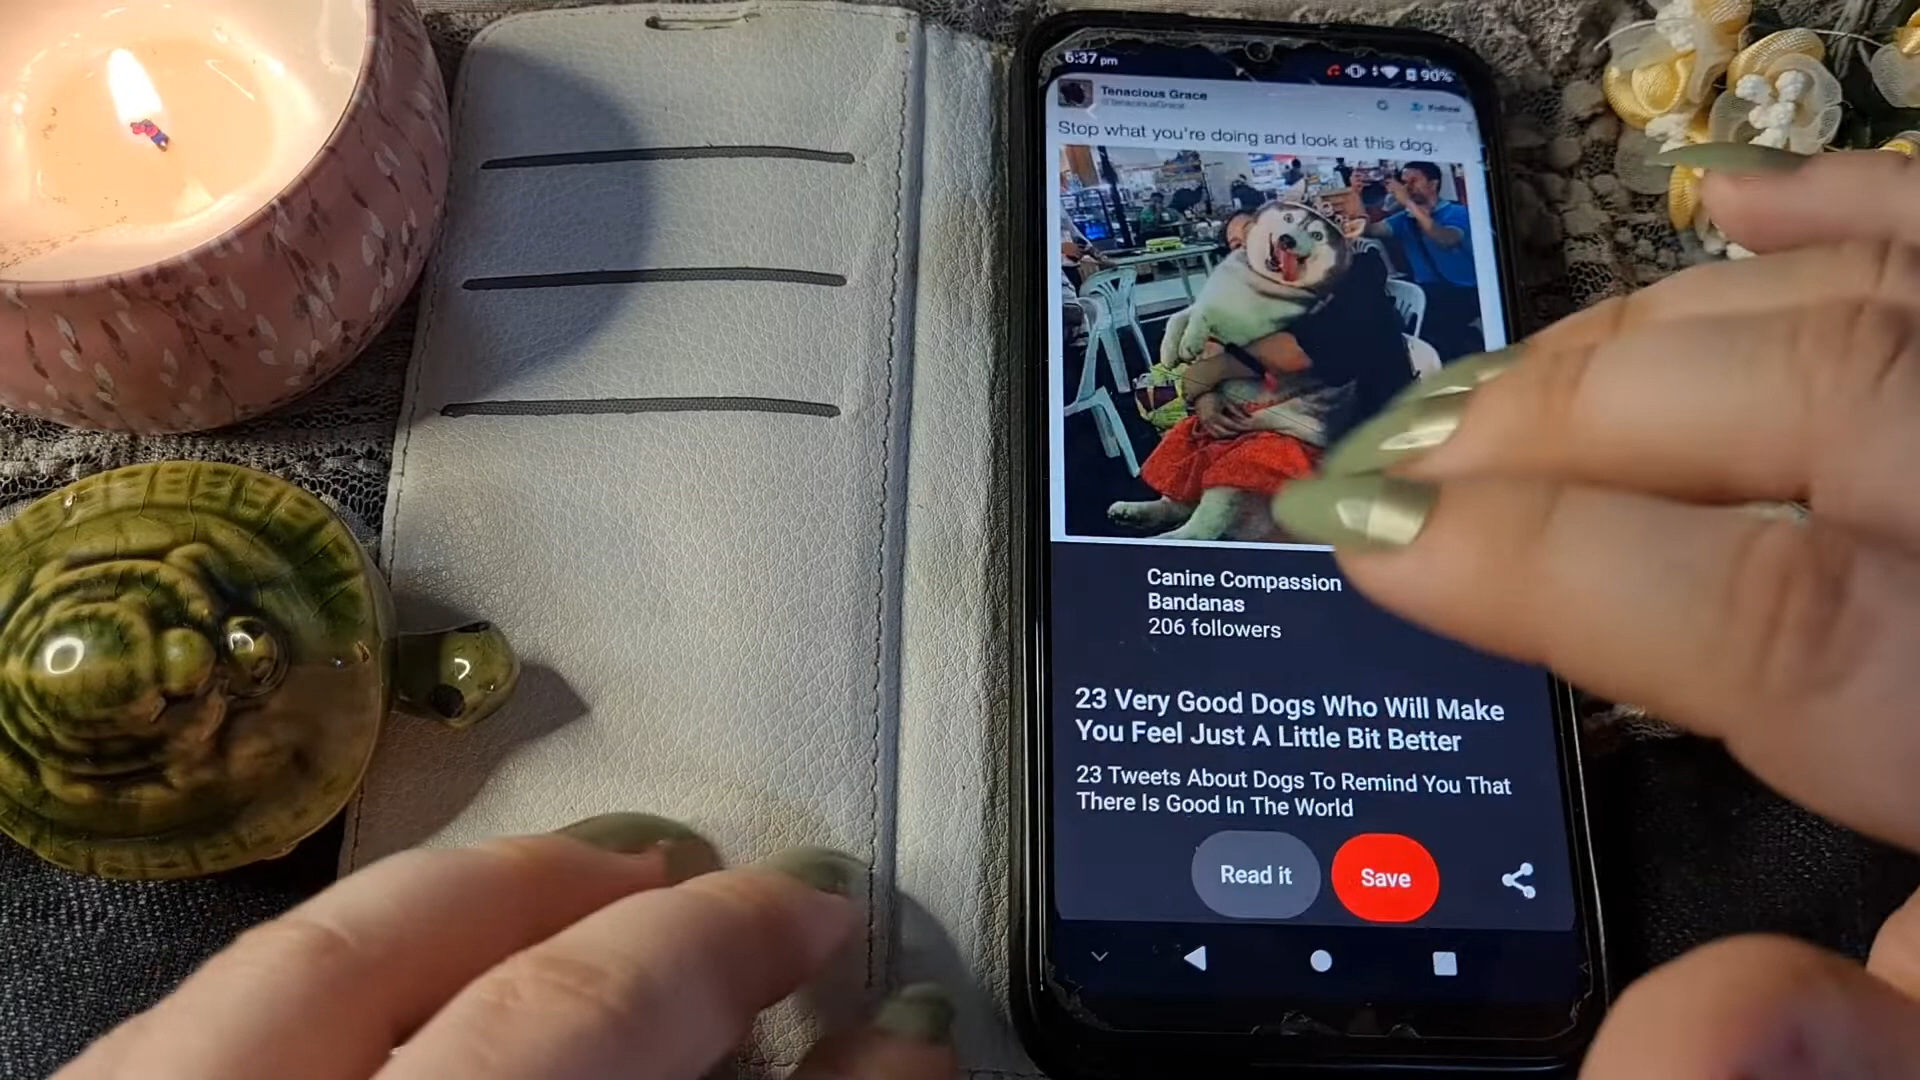 6:37 pm
90%
Tenacious Grace
@TenaciousGrace
Follow
Stop what you're doing and look at this dog.
Canine Compassion
Bandanas
206 followers
23 Very Good Dogs Who Will Make
You Feel Just A Little Bit Better
23 Tweets About Dogs To Remind You That
There Is Good In The World
Read it
Save